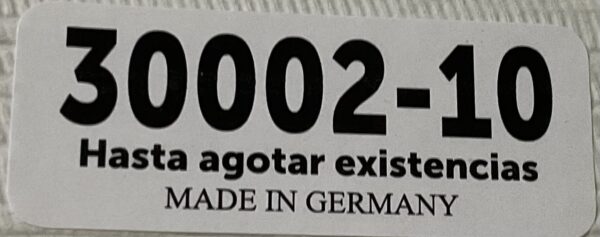 30002-10
Hasta agotar existencias
MADE IN GERMANY